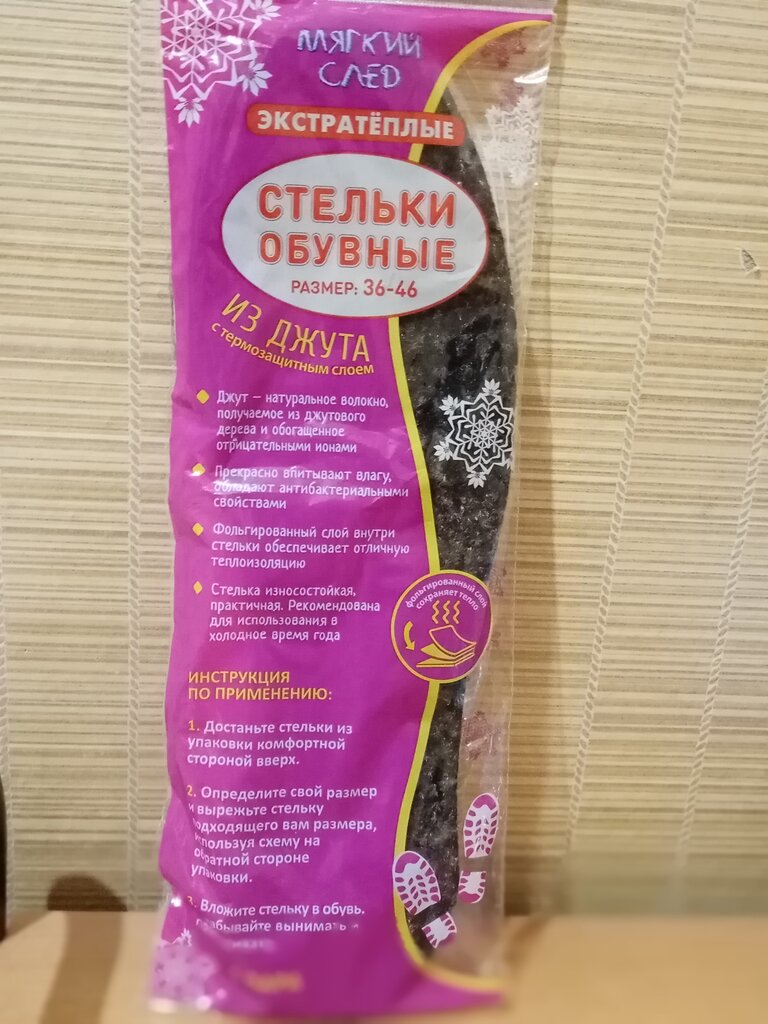 МЯГКИЙ
СЛЕД
ЭКСТРАТЁПЛЫЕ
СТЕЛЬКИ
ОБУВНЫЕ
РАЗМЕР: 36-46
ИЗ ДЖУТА
с термозащитным слоем
Джут – натуральное волокно,
получаемое из джутового
дерева и обогащенное
отрицательными ионами
Прекрасно впитывают влагу,
обладают антибактериальными
свойствами
Фольгированный слой внутри
стельки обеспечивает отличную
теплоизоляцию
Стелька износостойкая,
практичная. Рекомендована
для использования в
холодное время года
фольгированный слой
сохраняет тепло
ИНСТРУКЦИЯ
ПО ПРИМЕНЕНИЮ:
1. Достаньте стельки из
упаковки комфортной
стороной вверх.
2. Определите свой размер
и вырежьте стельку
подходящего вам размера,
используя схему на
обратной стороне
упаковки.
3. Вложите стельку в обувь.
вынимать